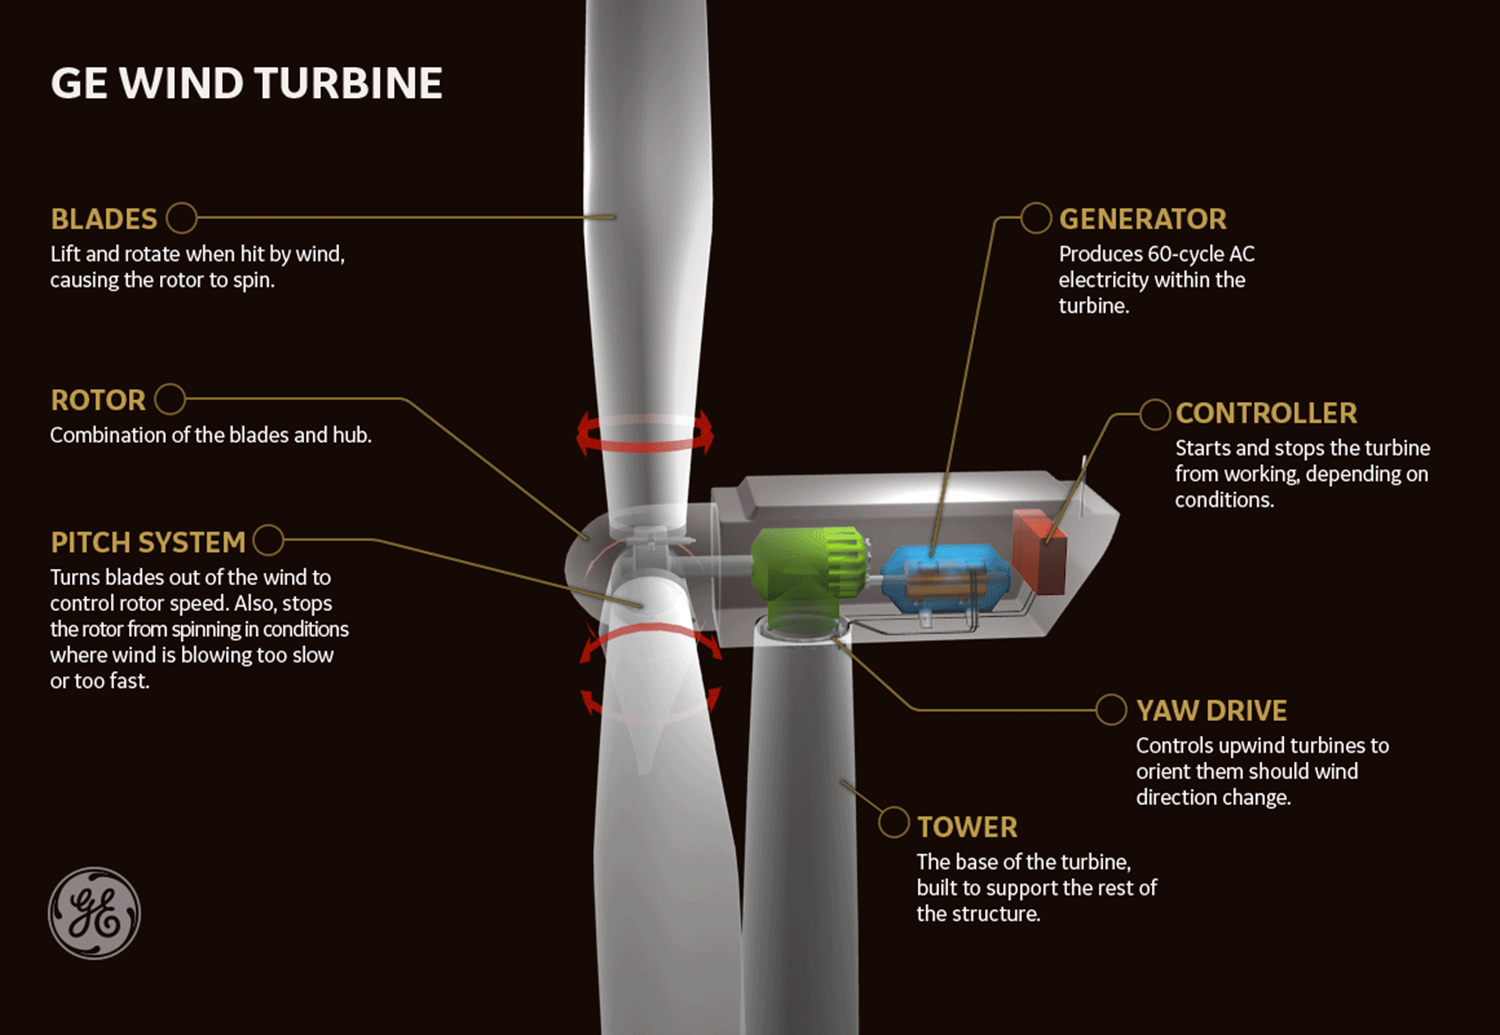 GE WIND TURBINE
BLADES
Lift and rotate when hit by wind,
causing the rotor to spin.
ROTOR
Combination of the blades and hub.
PITCH SYSTEM
Turns blades out of the wind to
control rotor speed. Also, stops
the rotor from spinning in conditions
where wind is blowing too slow
or too fast.
GENERATOR
Produces 60-cycle AC
electricity within the
turbine.
CONTROLLER
Starts and stops the turbine
from working, depending on
conditions.
YAW DRIVE
Controls upwind turbines to
orient them should wind
direction change.
TOWER
The base of the turbine,
built to support the rest of
the structure.
GE